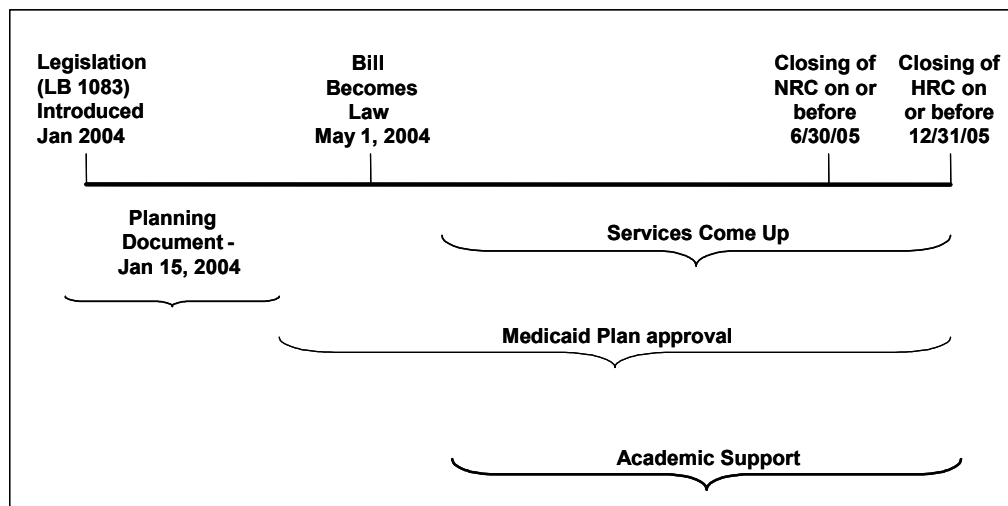 Legislation
(LB 1083)
Introduced
Jan 2004
Bill
Becomes
Law
May 1, 2004
Closing of
NRC on or
before
6/30/05
Closing of
HRC on
or before
12/31/05
Planning
Document -
Jan 15, 2004
Services Come Up
Medicaid Plan approval
Academic Support